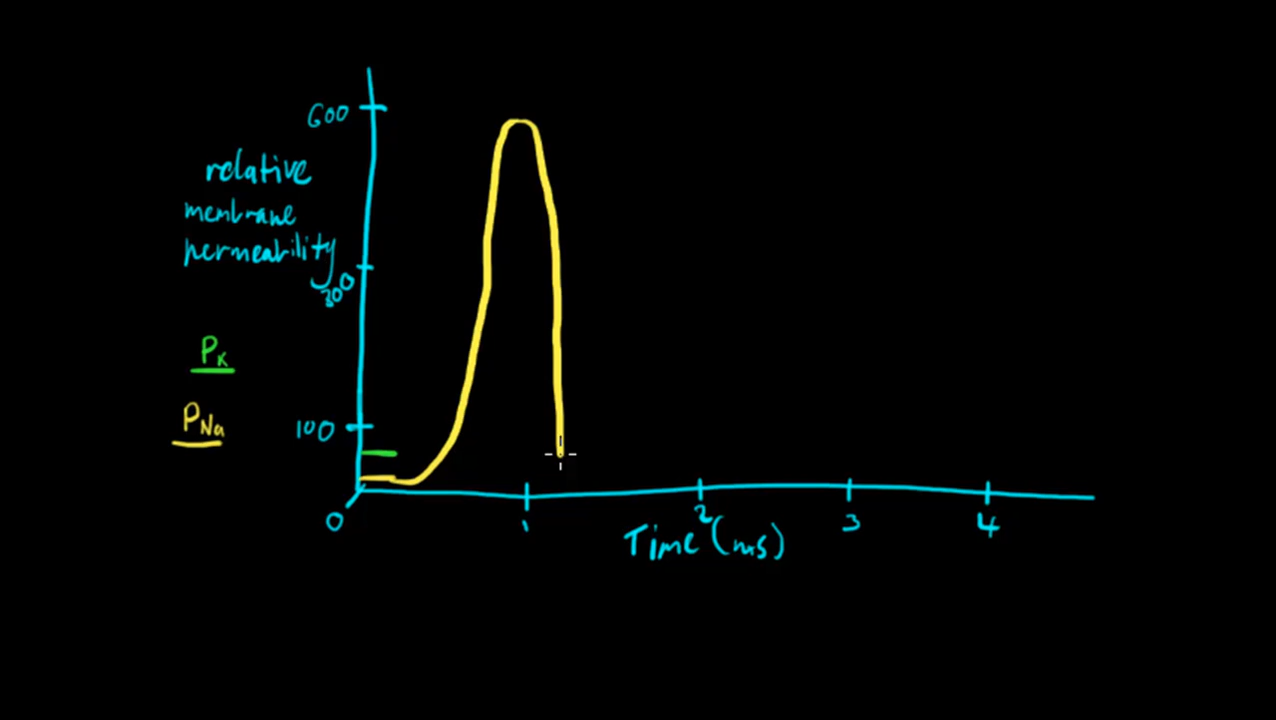 600
relative
membrane
permeability
300
PK
PNa
100
0
1
2
3
4
Time (ms)